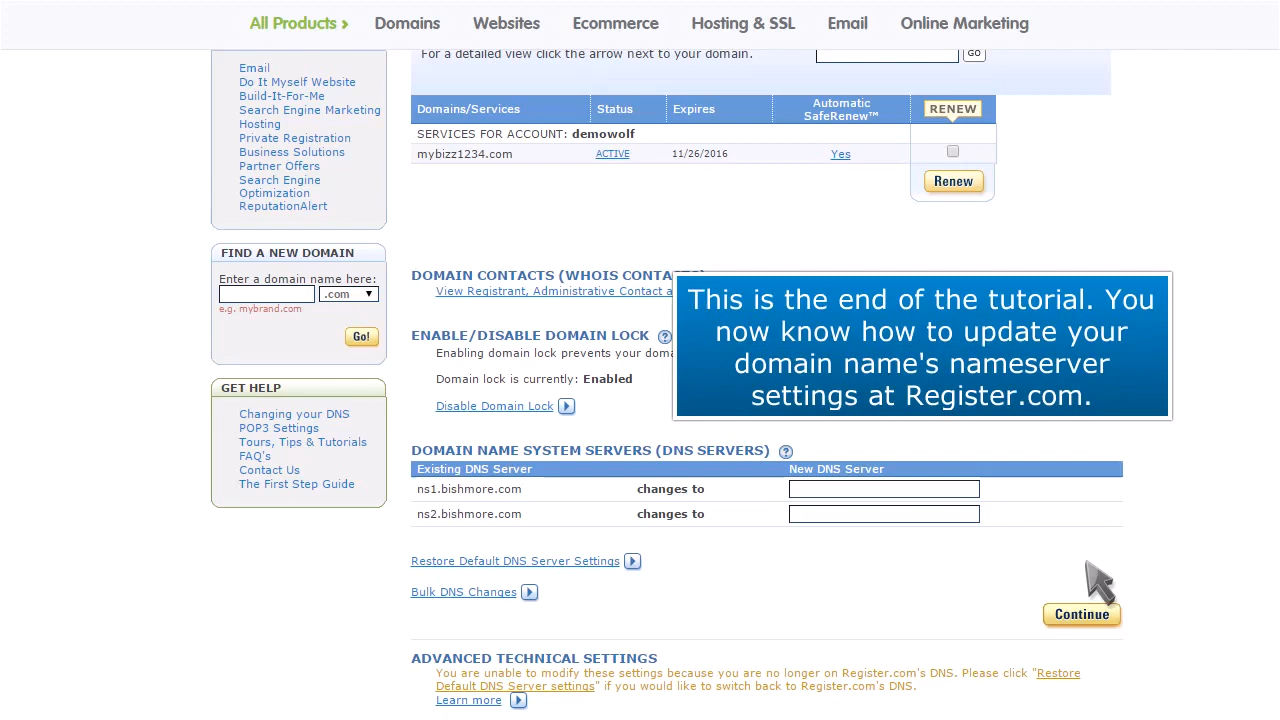 All Products > Domains Websites Ecommerce Hosting & SSL Email Online Marketing
For a detailed view click the arrow next to your domain. GO
Email
Do It Myself Website
Build-It-For-Me
Search Engine Marketing
Hosting
Private Registration
Business Solutions
Partner Offers
Search Engine
Optimization
ReputationAlert
FIND A NEW DOMAIN
Enter a domain name here:
.com
e.g. mybrand.com
Go!
GET HELP
Changing your DNS
POP3 Settings
Tours, Tips & Tutorials
FAQ's
Contact Us
The First Step Guide
Domains/Services Status Expires Automatic SafeRenew™ RENEW
SERVICES FOR ACCOUNT: demowolf
mybizz1234.com ACTIVE 11/26/2016 Yes
Renew
DOMAIN CONTACTS (WHOIS CONTACTS)
View Registrant, Administrative Contact a
ENABLE/DISABLE DOMAIN LOCK ?
Enabling domain lock prevents your doma
Domain lock is currently: Enabled
Disable Domain Lock
This is the end of the tutorial. You
now know how to update your
domain name's nameserver
settings at Register.com.
DOMAIN NAME SYSTEM SERVERS (DNS SERVERS) ?
Existing DNS Server New DNS Server
ns1.bishmore.com changes to
ns2.bishmore.com changes to
Restore Default DNS Server Settings
Bulk DNS Changes
Continue
ADVANCED TECHNICAL SETTINGS
You are unable to modify these settings because you are no longer on Register.com's DNS. Please click "Restore
Default DNS Server settings" if you would like to switch back to Register.com's DNS.
Learn more